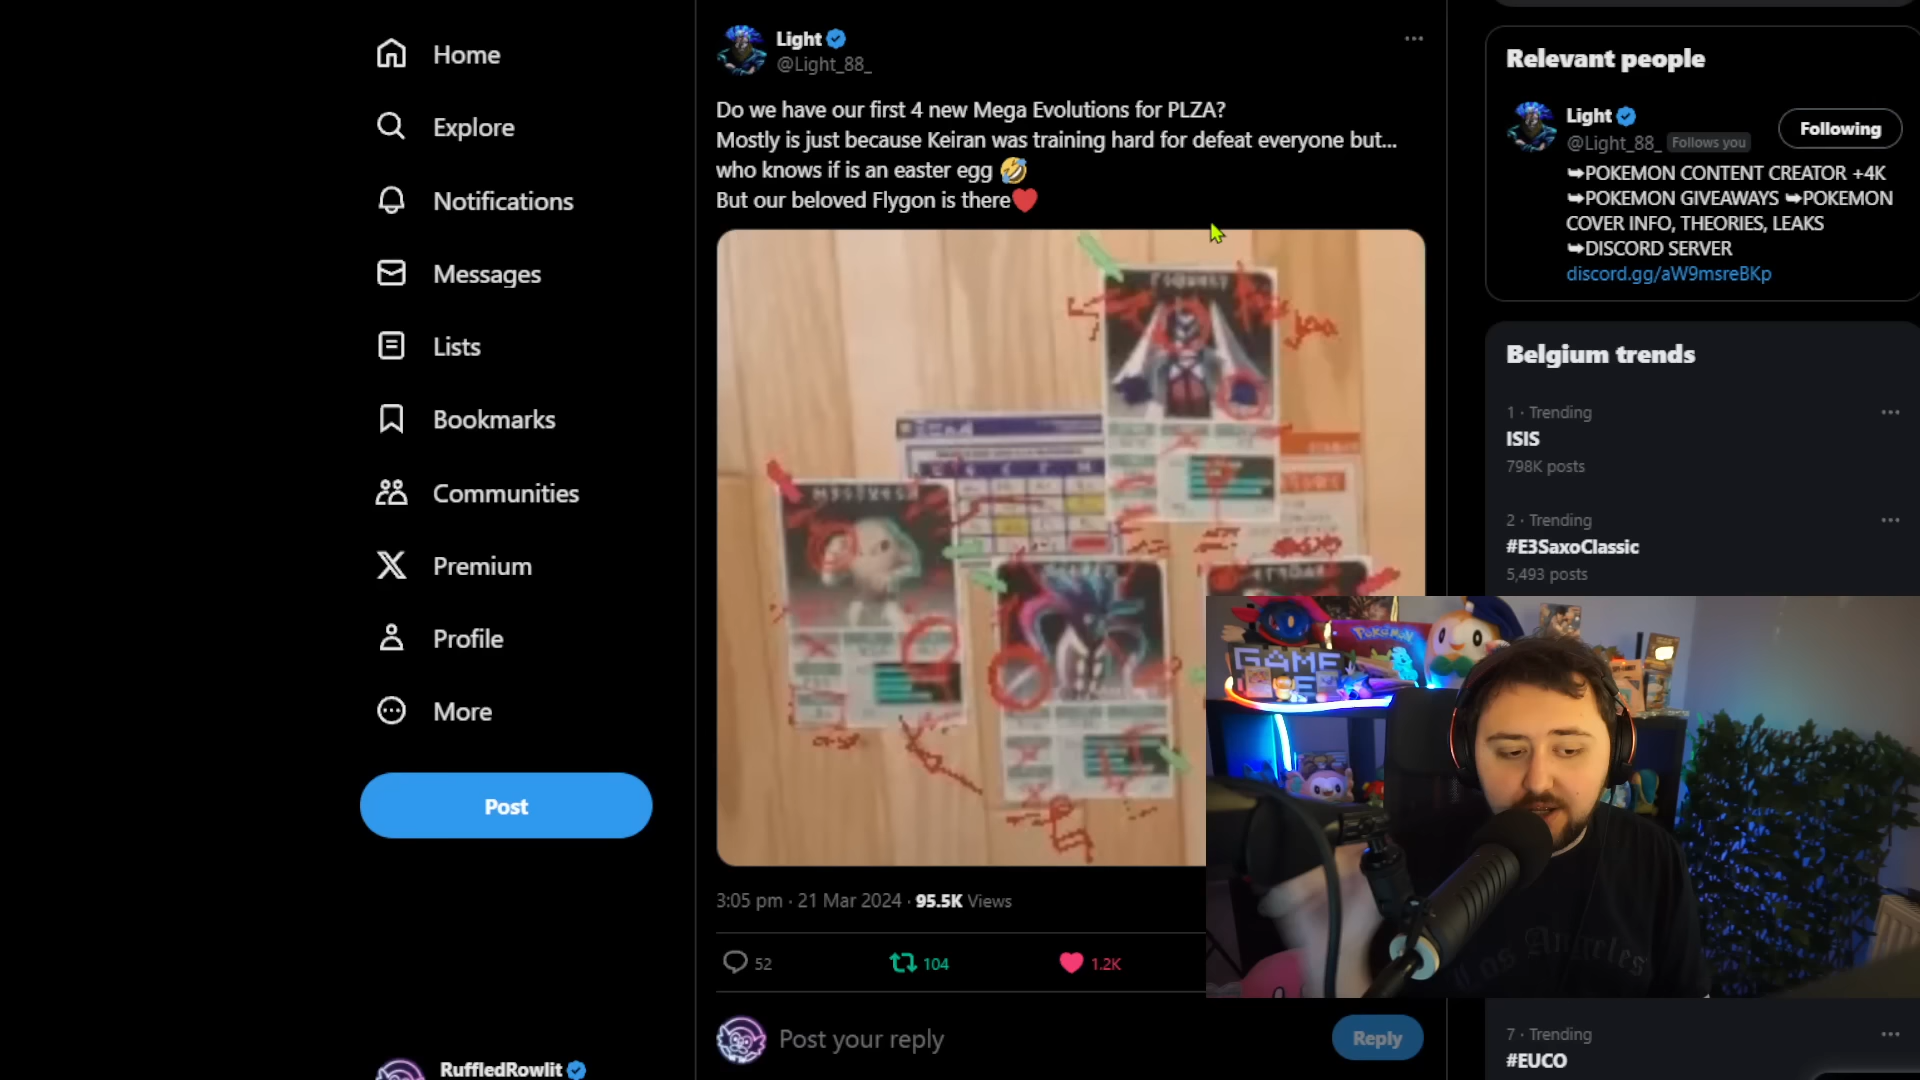 Home
Explore
Notifications
Messages
Lists
Bookmarks
Communities
Premium
Profile
More
Post
RuffledRowlit
Light
@Light_88_
Do we have our first 4 new Mega Evolutions for PLZA?
Mostly is just because Keiran was training hard for defeat everyone but...
who knows if is an easter egg 🤣
But our beloved Flygon is there❤️
3:05 pm · 21 Mar 2024 · 95.5K Views
52
104
1.2K
Post your reply
Reply
Relevant people
Light
@Light_88_ Follows you
Following
➥POKEMON CONTENT CREATOR +4K
➥POKEMON GIVEAWAYS ➥POKEMON
COVER INFO, THEORIES, LEAKS
➥DISCORD SERVER
discord.gg/aW9msreBKp
Belgium trends
1 · Trending
ISIS
798K posts
2 · Trending
#E3SaxoClassic
5,493 posts
GAME
POKéMON
Los Angeles
7 · Trending
#EUCO